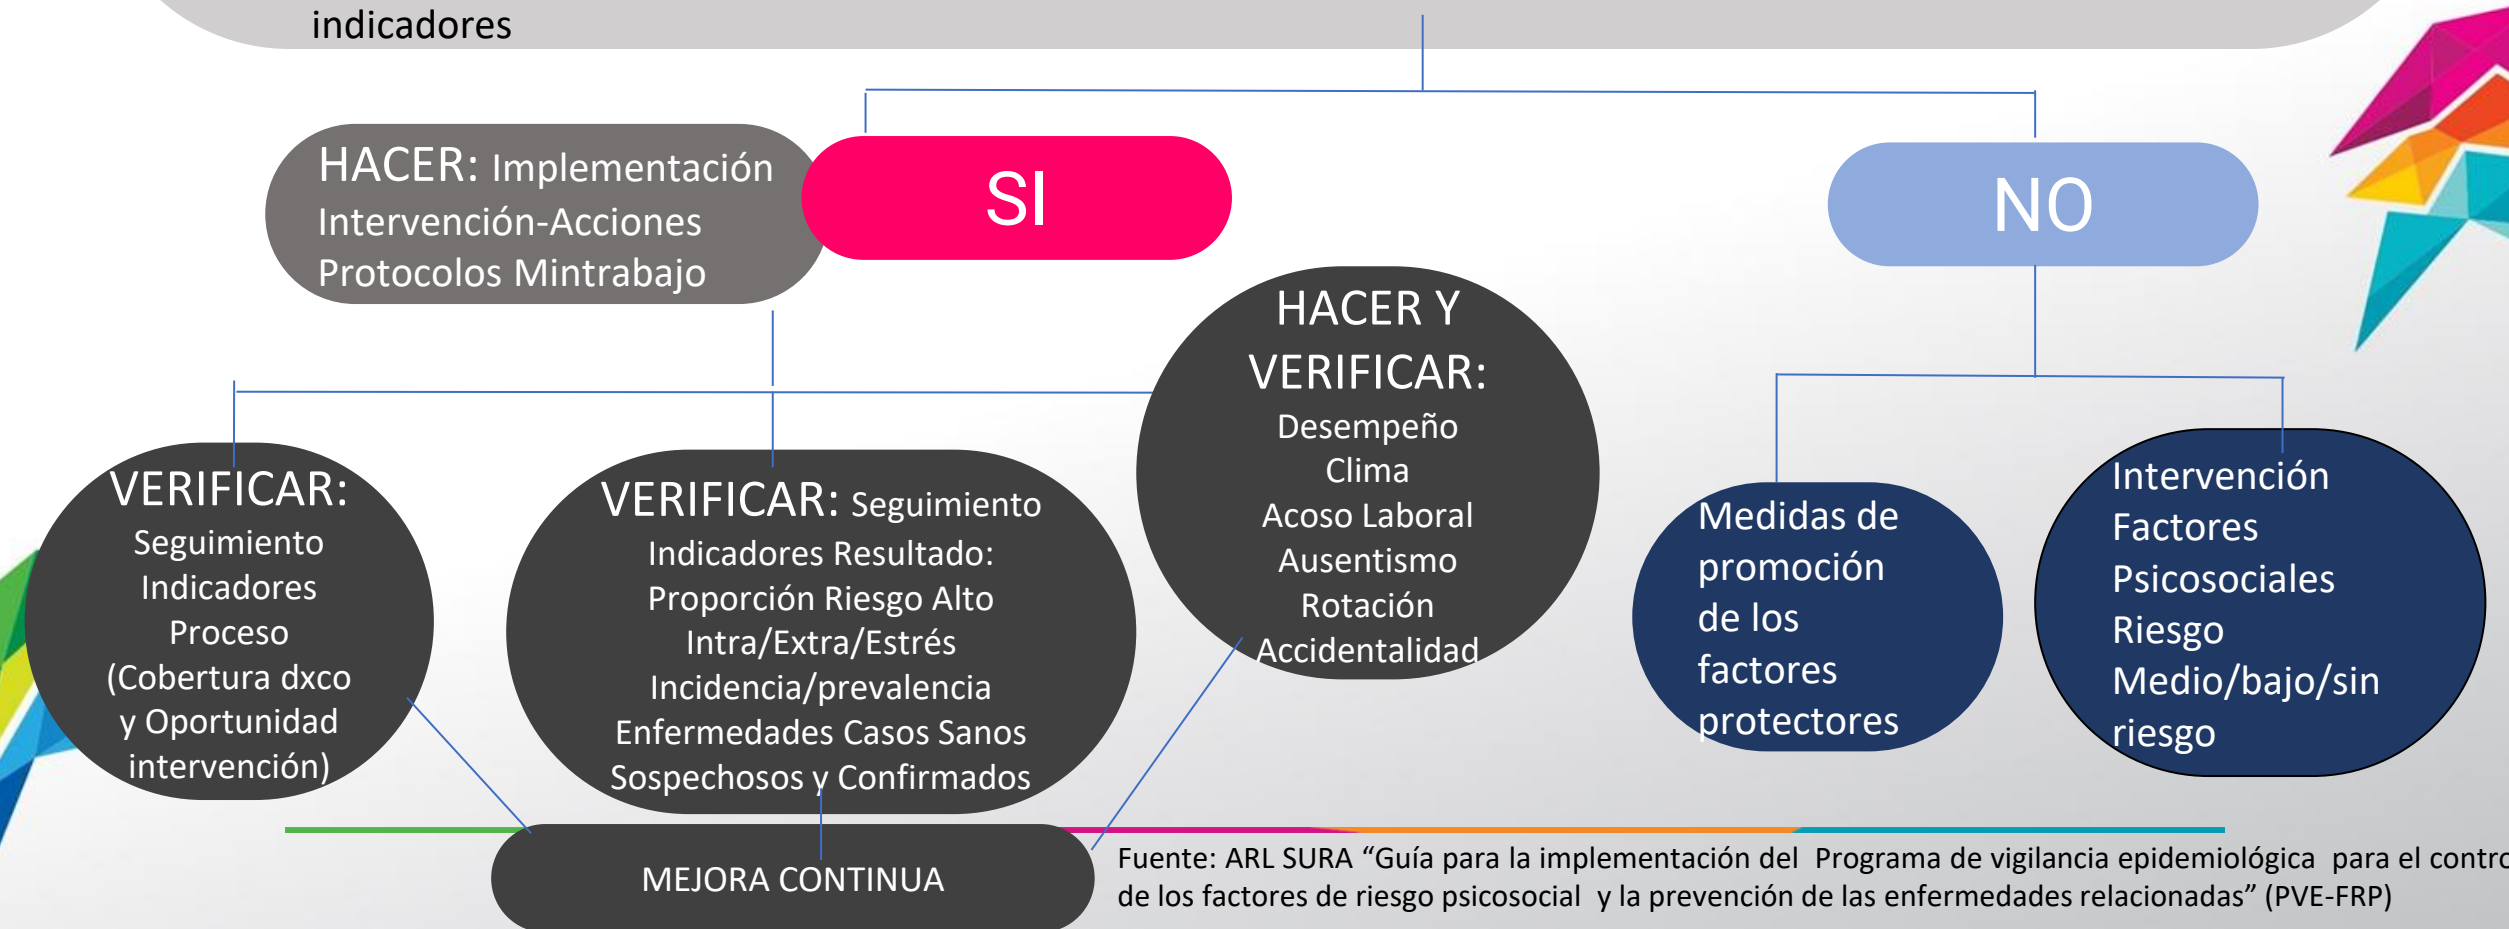 indicadores
HACER: Implementación
Intervención-Acciones
Protocolos Mintrabajo
SI
NO
VERIFICAR:
Seguimiento
Indicadores
Proceso
(Cobertura dxco
y Oportunidad
intervención)
VERIFICAR: Seguimiento
Indicadores Resultado:
Proporción Riesgo Alto
Intra/Extra/Estrés
Incidencia/prevalencia
Enfermedades Casos Sanos
Sospechosos y Confirmados
HACER Y
VERIFICAR:
Desempeño
Clima
Acoso Laboral
Ausentismo
Rotación
Accidentalidad
Medidas de
promoción
de los
factores
protectores
Intervención
Factores
Psicosociales
Riesgo
Medio/bajo/sin
riesgo
MEJORA CONTINUA
Fuente: ARL SURA “Guía para la implementación del Programa de vigilancia epidemiológica para el contro
de los factores de riesgo psicosocial y la prevención de las enfermedades relacionadas” (PVE-FRP)